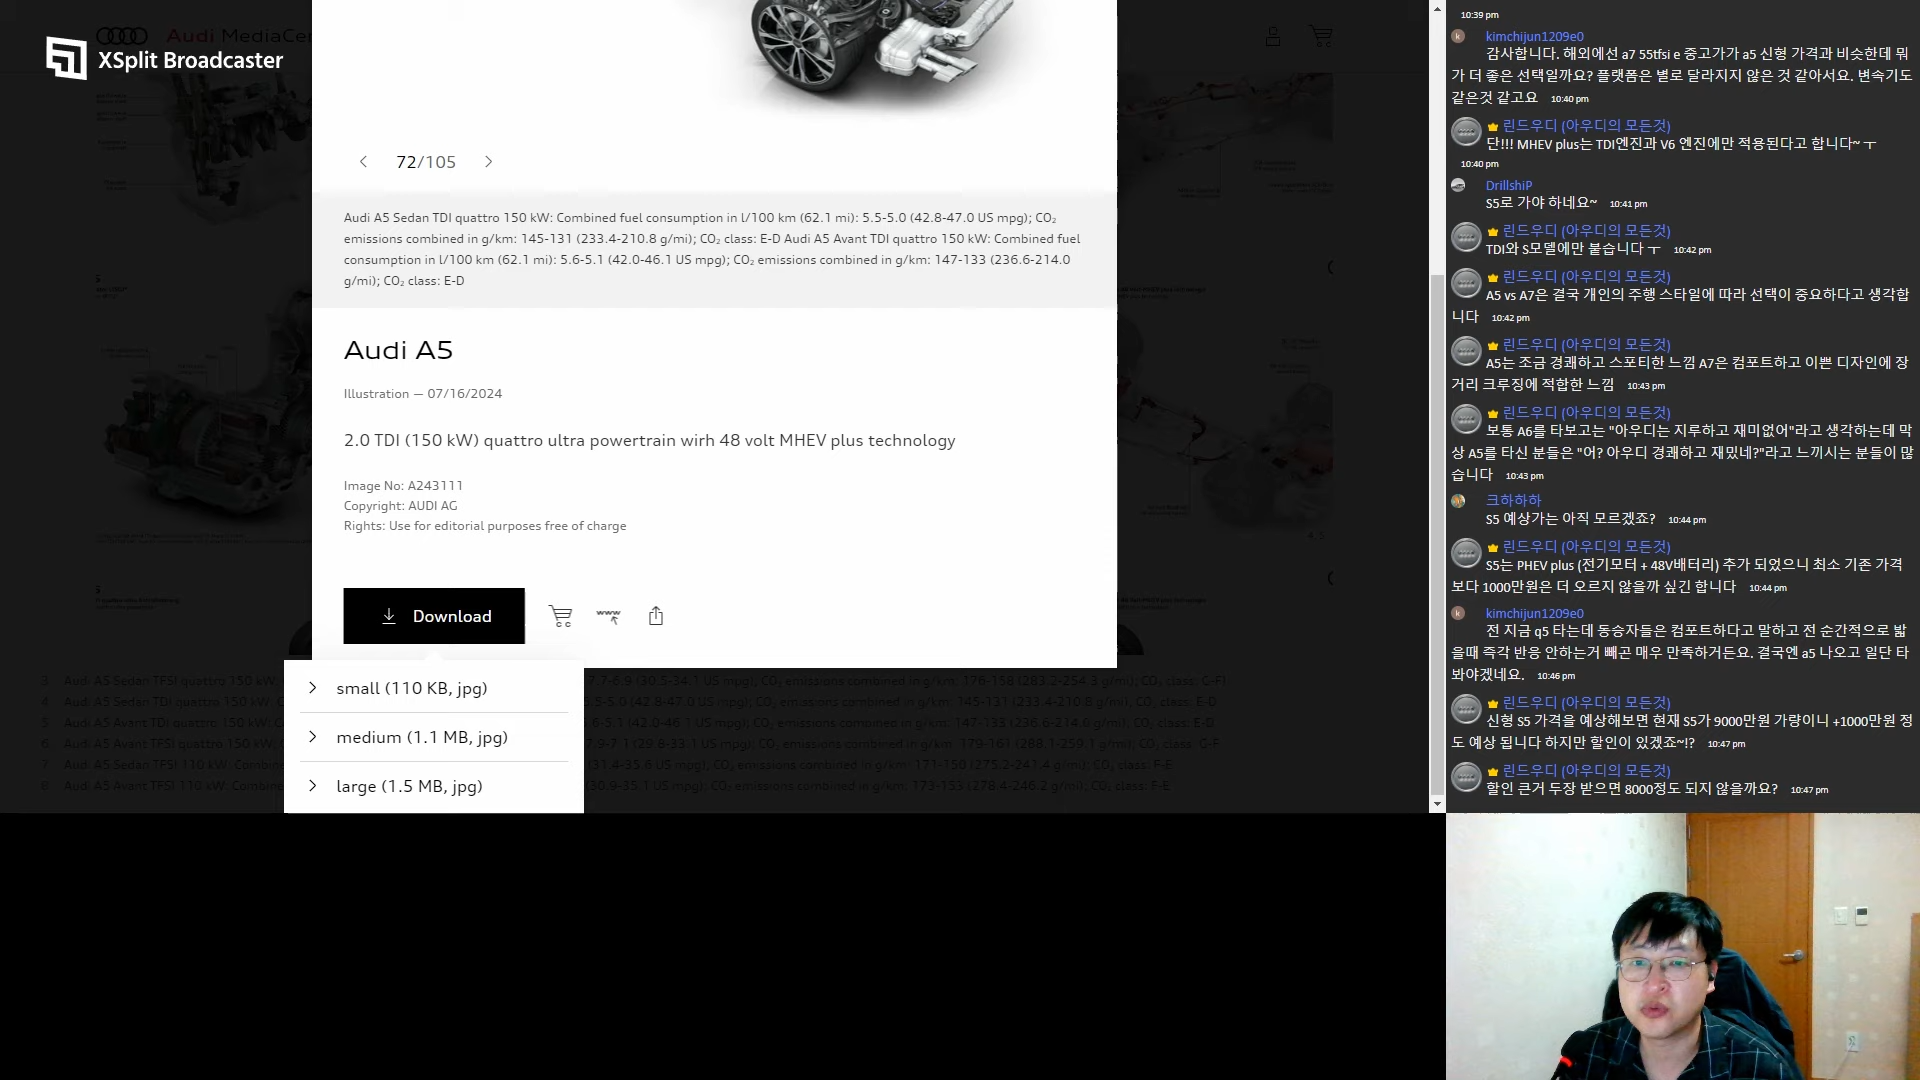 Audi MediaCen
XSplit Broadcaster
72/105
Audi A5 Sedan TDI quattro 150 kW: Combined fuel consumption in l/100 km (62.1 mi): 5.5-5.0 (42.8-47.0 US mpg); CO₂
emissions combined in g/km: 145-131 (233.4-210.8 g/mi); CO₂ class: E-D Audi A5 Avant TDI quattro 150 kW: Combined fuel
consumption in l/100 km (62.1 mi): 5.6-5.1 (42.0-46.1 US mpg); CO₂ emissions combined in g/km: 147-133 (236.6-214.0
g/mi); CO₂ class: E-D
Audi A5
Illustration — 07/16/2024
2.0 TDI (150 kW) quattro ultra powertrain wirh 48 volt MHEV plus technology
Image No: A243111
Copyright: AUDI AG
Rights: Use for editorial purposes free of charge
Download
www
small (110 KB, jpg)
medium (1.1 MB, jpg)
large (1.5 MB, jpg)
10:39 pm
kimchijun1209e0
감사합니다. 해외에선 a7 55tfsi e 중고가가 a5 신형 가격과 비슷한데 뭐
가 더 좋은 선택일까요? 플랫폼은 별로 달라지지 않은 것 같아서요. 변속기도
같은것 같고요 10:40 pm
린드우디 (아우디의 모든것)
단!!! MHEV plus는 TDI엔진과 V6 엔진에만 적용된다고 합니다~ ㅜ
10:40 pm
DrillshiP
S5로 가야 하네요~ 10:41 pm
린드우디 (아우디의 모든것)
TDI와 S모델에만 붙습니다 ㅜ 10:42 pm
린드우디 (아우디의 모든것)
A5 vs A7은 결국 개인의 주행 스타일에 따라 선택이 중요하다고 생각합
니다 10:42 pm
린드우디 (아우디의 모든것)
A5는 조금 경쾌하고 스포티한 느낌 A7은 컴포트하고 이쁜 디자인에 장
거리 크루징에 적합한 느낌 10:43 pm
린드우디 (아우디의 모든것)
보통 A6를 타보고는 "아우디는 지루하고 재미없어"라고 생각하는데 막
상 A5를 타신 분들은 "어? 아우디 경쾌하고 재밌네?"라고 느끼시는 분들이 많
습니다 10:43 pm
크하하하
S5 예상가는 아직 모르겠죠? 10:44 pm
린드우디 (아우디의 모든것)
S5는 PHEV plus (전기모터 + 48V배터리) 추가 되었으니 최소 기존 가격
보다 1000만원은 더 오르지 않을까 싶긴 합니다 10:44 pm
kimchijun1209e0
전 지금 q5 타는데 동승자들은 컴포트하다고 말하고 전 순간적으로 밟
을때 즉각 반응 안하는거 빼곤 매우 만족하거든요. 결국엔 a5 나오고 일단 타
봐야겠네요. 10:46 pm
린드우디 (아우디의 모든것)
신형 S5 가격을 예상해보면 현재 S5가 9000만원 가량이니 +1000만원 정
도 예상 됩니다 하지만 할인이 있겠죠~!? 10:47 pm
린드우디 (아우디의 모든것)
할인 큰거 두장 받으면 8000정도 되지 않을까요? 10:47 pm